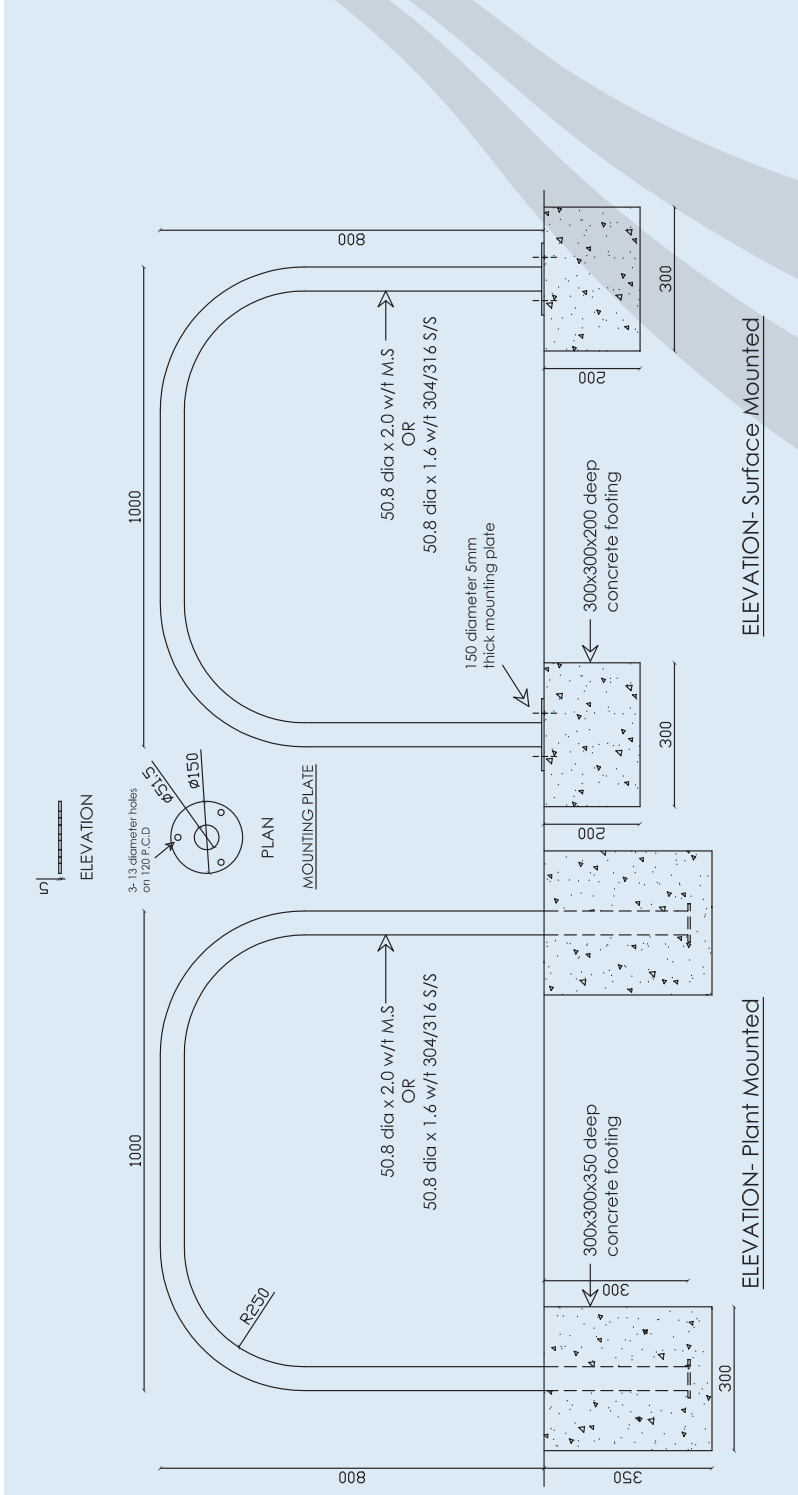 1000
R250
800
350
300
300
50.8 dia x 2.0 w/t M.S
OR
50.8 dia x 1.6 w/t 304/316 S/S
300x300x350 deep
concrete footing
ELEVATION- Plant Mounted
5
ELEVATION
3- 13 diameter holes
on 120 P.C.D
Ø51.5
Ø150
PLAN
MOUNTING PLATE
1000
800
50.8 dia x 2.0 w/t M.S
OR
50.8 dia x 1.6 w/t 304/316 S/S
150 diameter 5mm
thick mounting plate
300x300x200 deep
concrete footing
200
300
200
300
ELEVATION- Surface Mounted